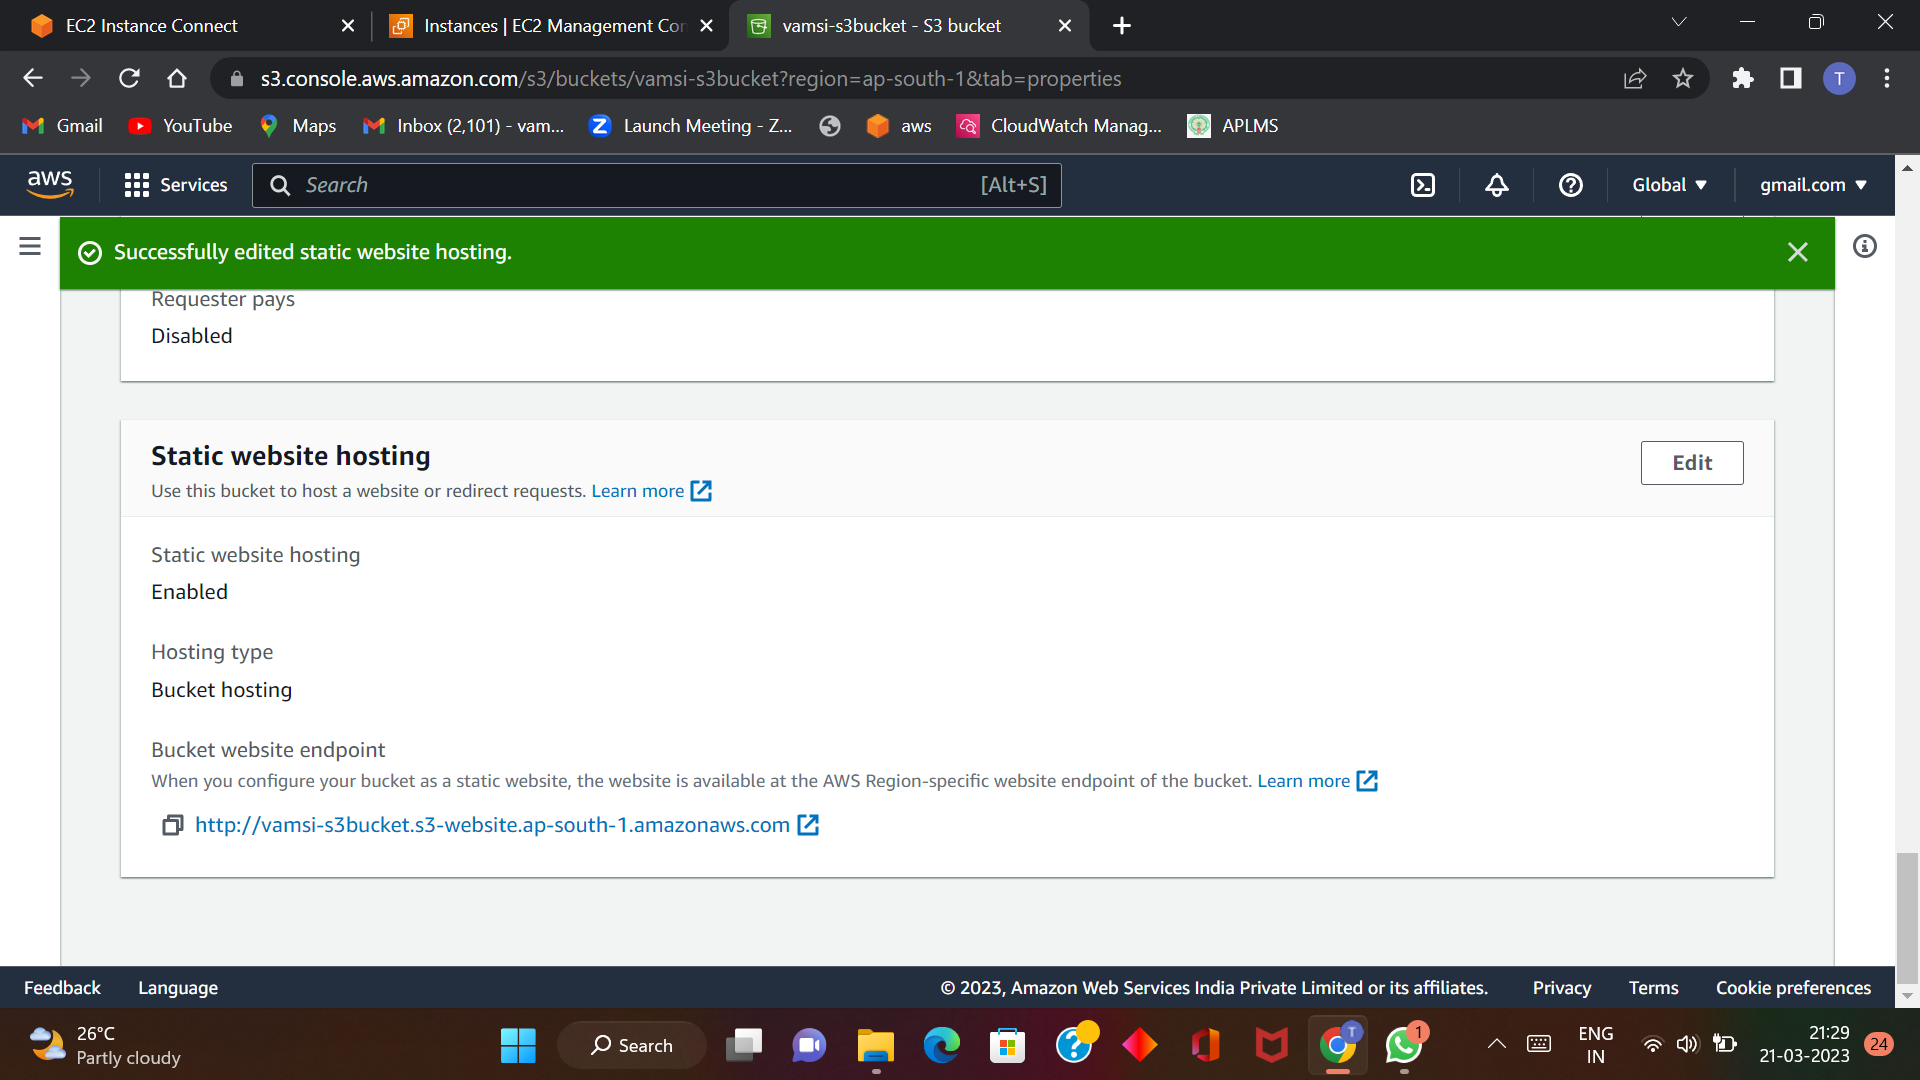 EC2 Instance Connect
Instances | EC2 Management Con
vamsi-s3bucket - S3 bucket
s3.console.aws.amazon.com/s3/buckets/vamsi-s3bucket?region=ap-south-1&tab=properties
T
Gmail
YouTube
Maps
Inbox (2,101) - vam...
Launch Meeting - Z...
aws
CloudWatch Manag...
APLMS
aws
Services
Search
[Alt+S]
Global
gmail.com
Successfully edited static website hosting.
Requester pays
Disabled
Static website hosting
Edit
Use this bucket to host a website or redirect requests. Learn more
Static website hosting
Enabled
Hosting type
Bucket hosting
Bucket website endpoint
When you configure your bucket as a static website, the website is available at the AWS Region-specific website endpoint of the bucket. Learn more
http://vamsi-s3bucket.s3-website.ap-south-1.amazonaws.com
Feedback
Language
© 2023, Amazon Web Services India Private Limited or its affiliates.
Privacy
Terms
Cookie preferences
26°C
Partly cloudy
Search
T
1
ENG
IN
21:29
21-03-2023
24